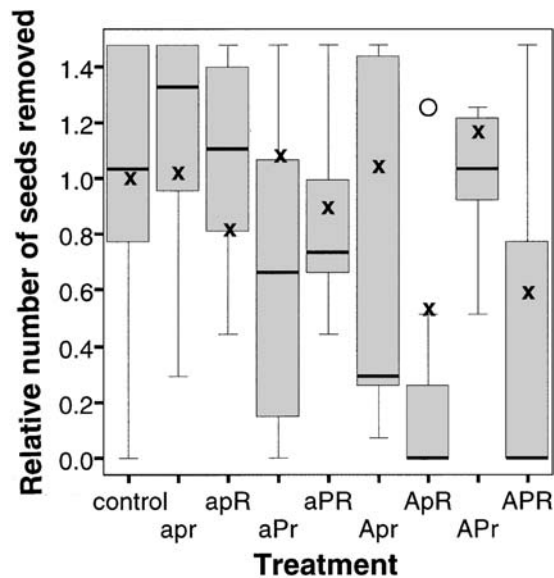 Relative number of seeds removed
1.4
1.2
1.0
0.8
0.6
0.4
0.2
0.0
x x x x x x x x x
control apr apR aPr aPR Apr ApR APr APR
Treatment